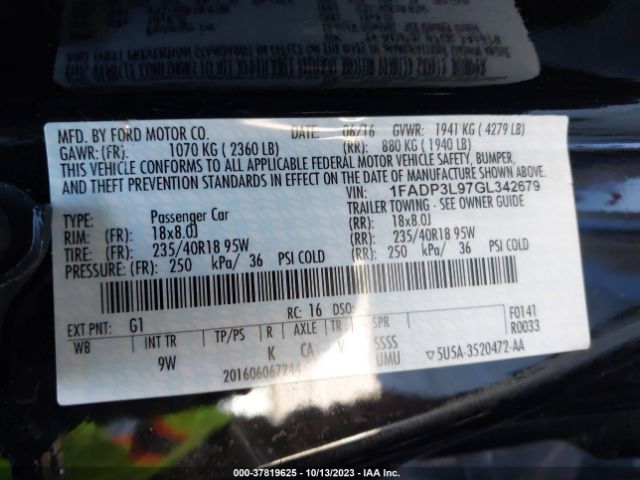 MFD. BY FORD MOTOR CO. DATE: 06/16 GVWR: 1941 KG ( 4279 LB)
GAWR: (FR): 1070 KG ( 2360 LB) (RR): 880 KG ( 1940 LB)
THIS VEHICLE CONFORMS TO ALL APPLICABLE FEDERAL MOTOR VEHICLE SAFETY, BUMPER,
AND THEFT PREVENTION STANDARDS IN EFFECT ON THE DATE OF MANUFACTURE SHOWN ABOVE.
VIN: 1FADP3L97GL342679
TYPE: Passenger Car TRAILER TOWING - SEE OWNER GUIDE
RIM: (FR): 18x8.0J (RR): 18x8.0J
TIRE: (FR): 235/40R18 95W (RR): 235/40R18 95W
PRESSURE: (FR): 250 kPa/ 36 PSI COLD (RR): 250 kPa/ 36 PSI COLD
EXT PNT: G1 RC: 16 DSO: F0141
WB INT TR TP/PS R AXLE TR SPR R0033
9W K CA V SSSS
UMU ▽5U5A-3520472-AA
000-37819625 - 10/13/2023 - IAA Inc.